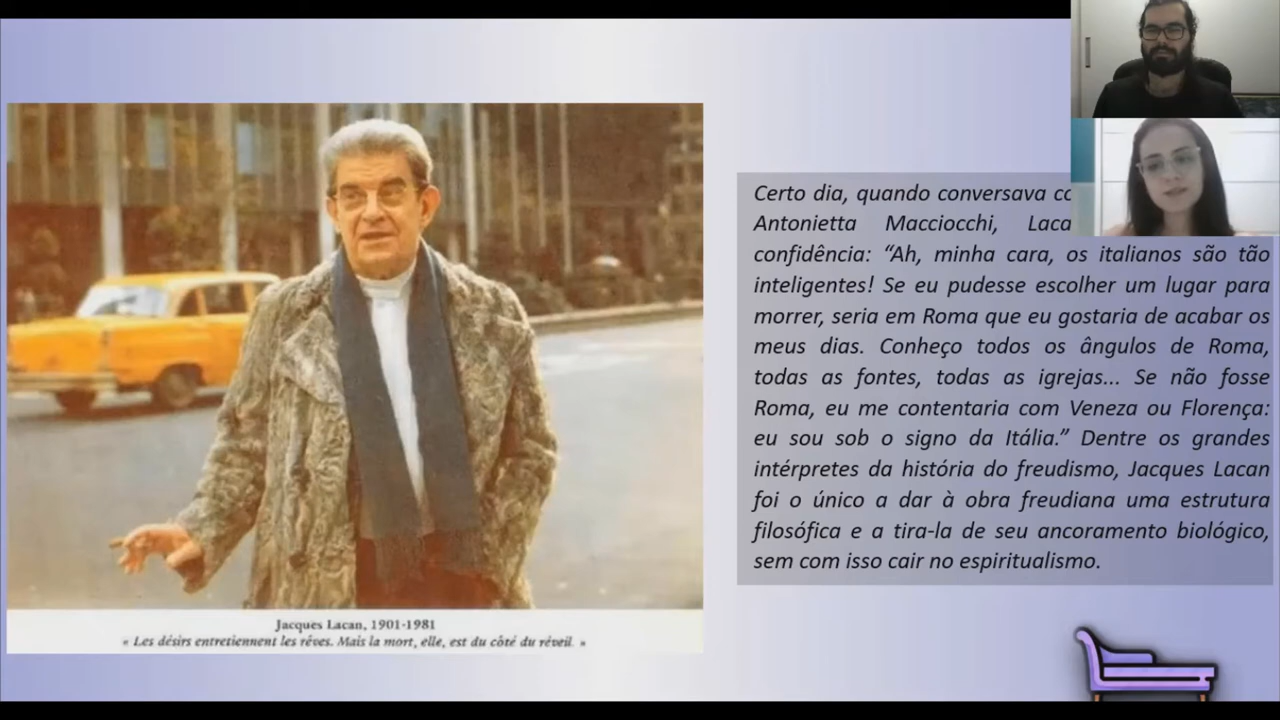 Certo dia, quando conversava
Antonietta Macciocchi,
confidência: “Ah, minha cara, os italianos são tão
inteligentes! Se eu pudesse escolher um lugar para
morrer, seria em Roma que eu gostaria de acabar os
meus dias. Conheço todos os ângulos de Roma,
todas as fontes, todas as igrejas... Se não fosse
Roma, eu me contentaria com Veneza ou Florença:
eu sou sob o signo da Itália.” Dentre os grandes
intérpretes da história do freudismo, Jacques Lacan
foi o único a dar à obra freudiana uma estrutura
filosófica e a tira-la de seu ancoramento biológico,
sem com isso cair no espiritualismo.
Jacques Lacan, 1901-1981
« Les désirs entretiennent les rêves. Mais la mort, elle, est du côté du réveil. »